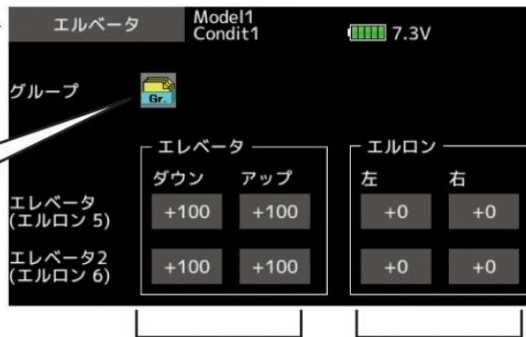 エルベータ
Model1
Condit1
7.3V
グループ
Gr.
エレベータ
エルロン
ダウン アップ
左 右
エレベータ
(エルロン 5)
+100 +100 +0 +0
エレベータ2
(エルロン 6)
+100 +100 +0 +0